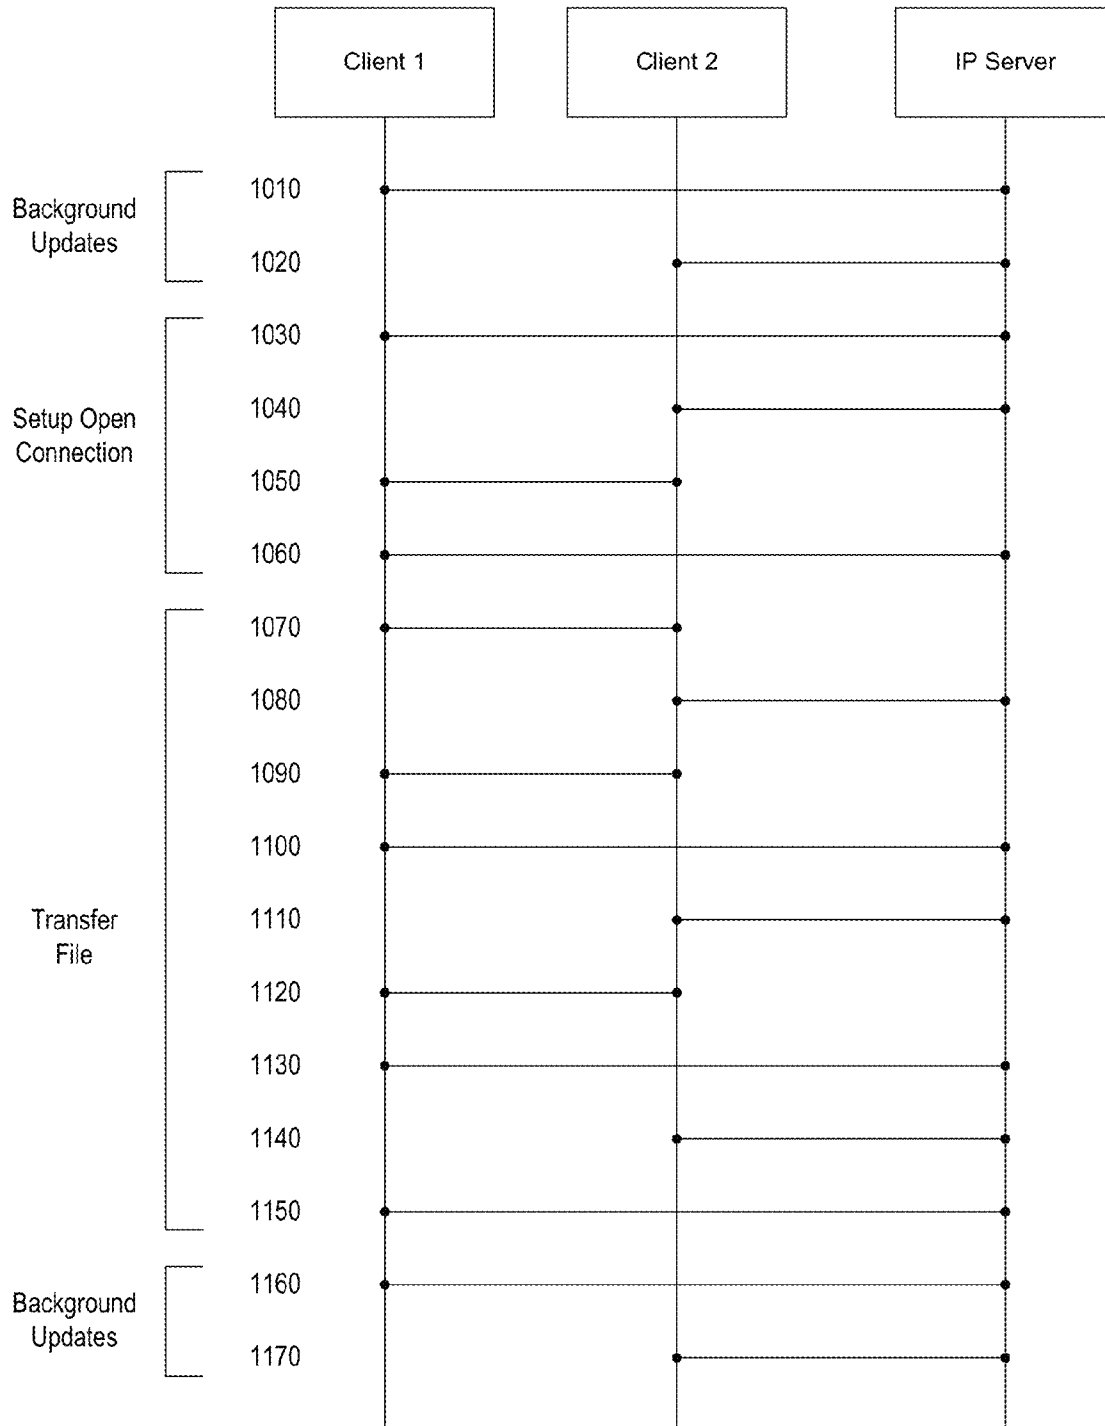 Client 1
Client 2
IP Server
Background
Updates
1010
1020
Setup Open
Connection
1030
1040
1050
1060
Transfer
File
1070
1080
1090
1100
1110
1120
1130
1140
1150
Background
Updates
1160
1170